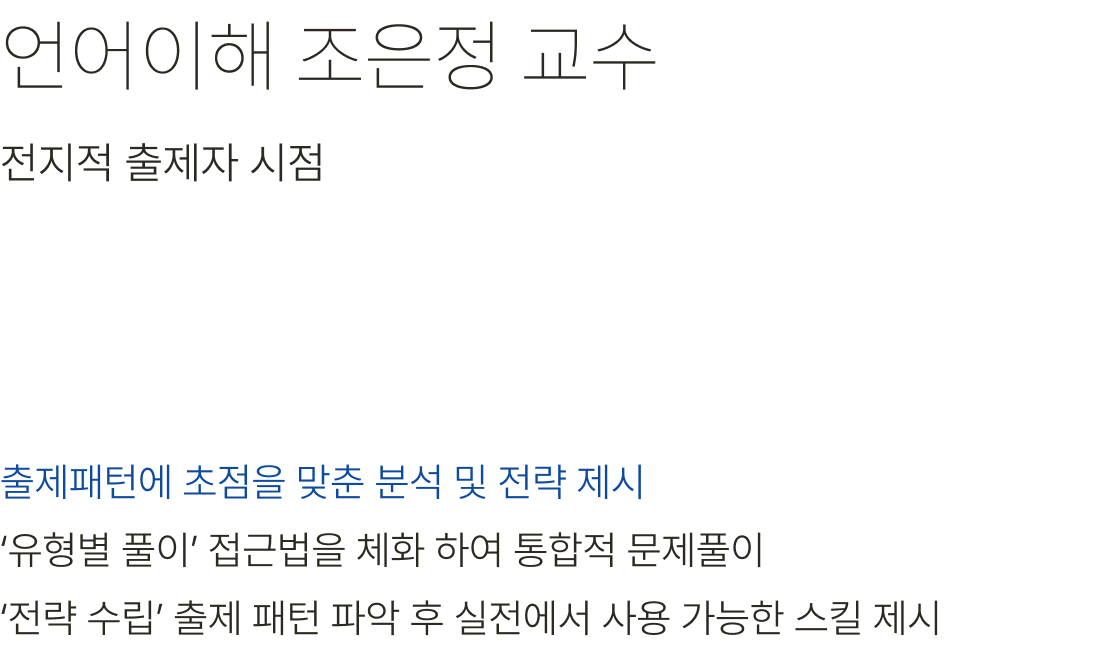 언어이해 조은정 교수
전지적 출제자 시점
출제패턴에 초점을 맞춘 분석 및 전략 제시
‘유형별 풀이’ 접근법을 체화 하여 통합적 문제풀이
‘전략 수립’ 출제 패턴 파악 후 실전에서 사용 가능한 스킬 제시